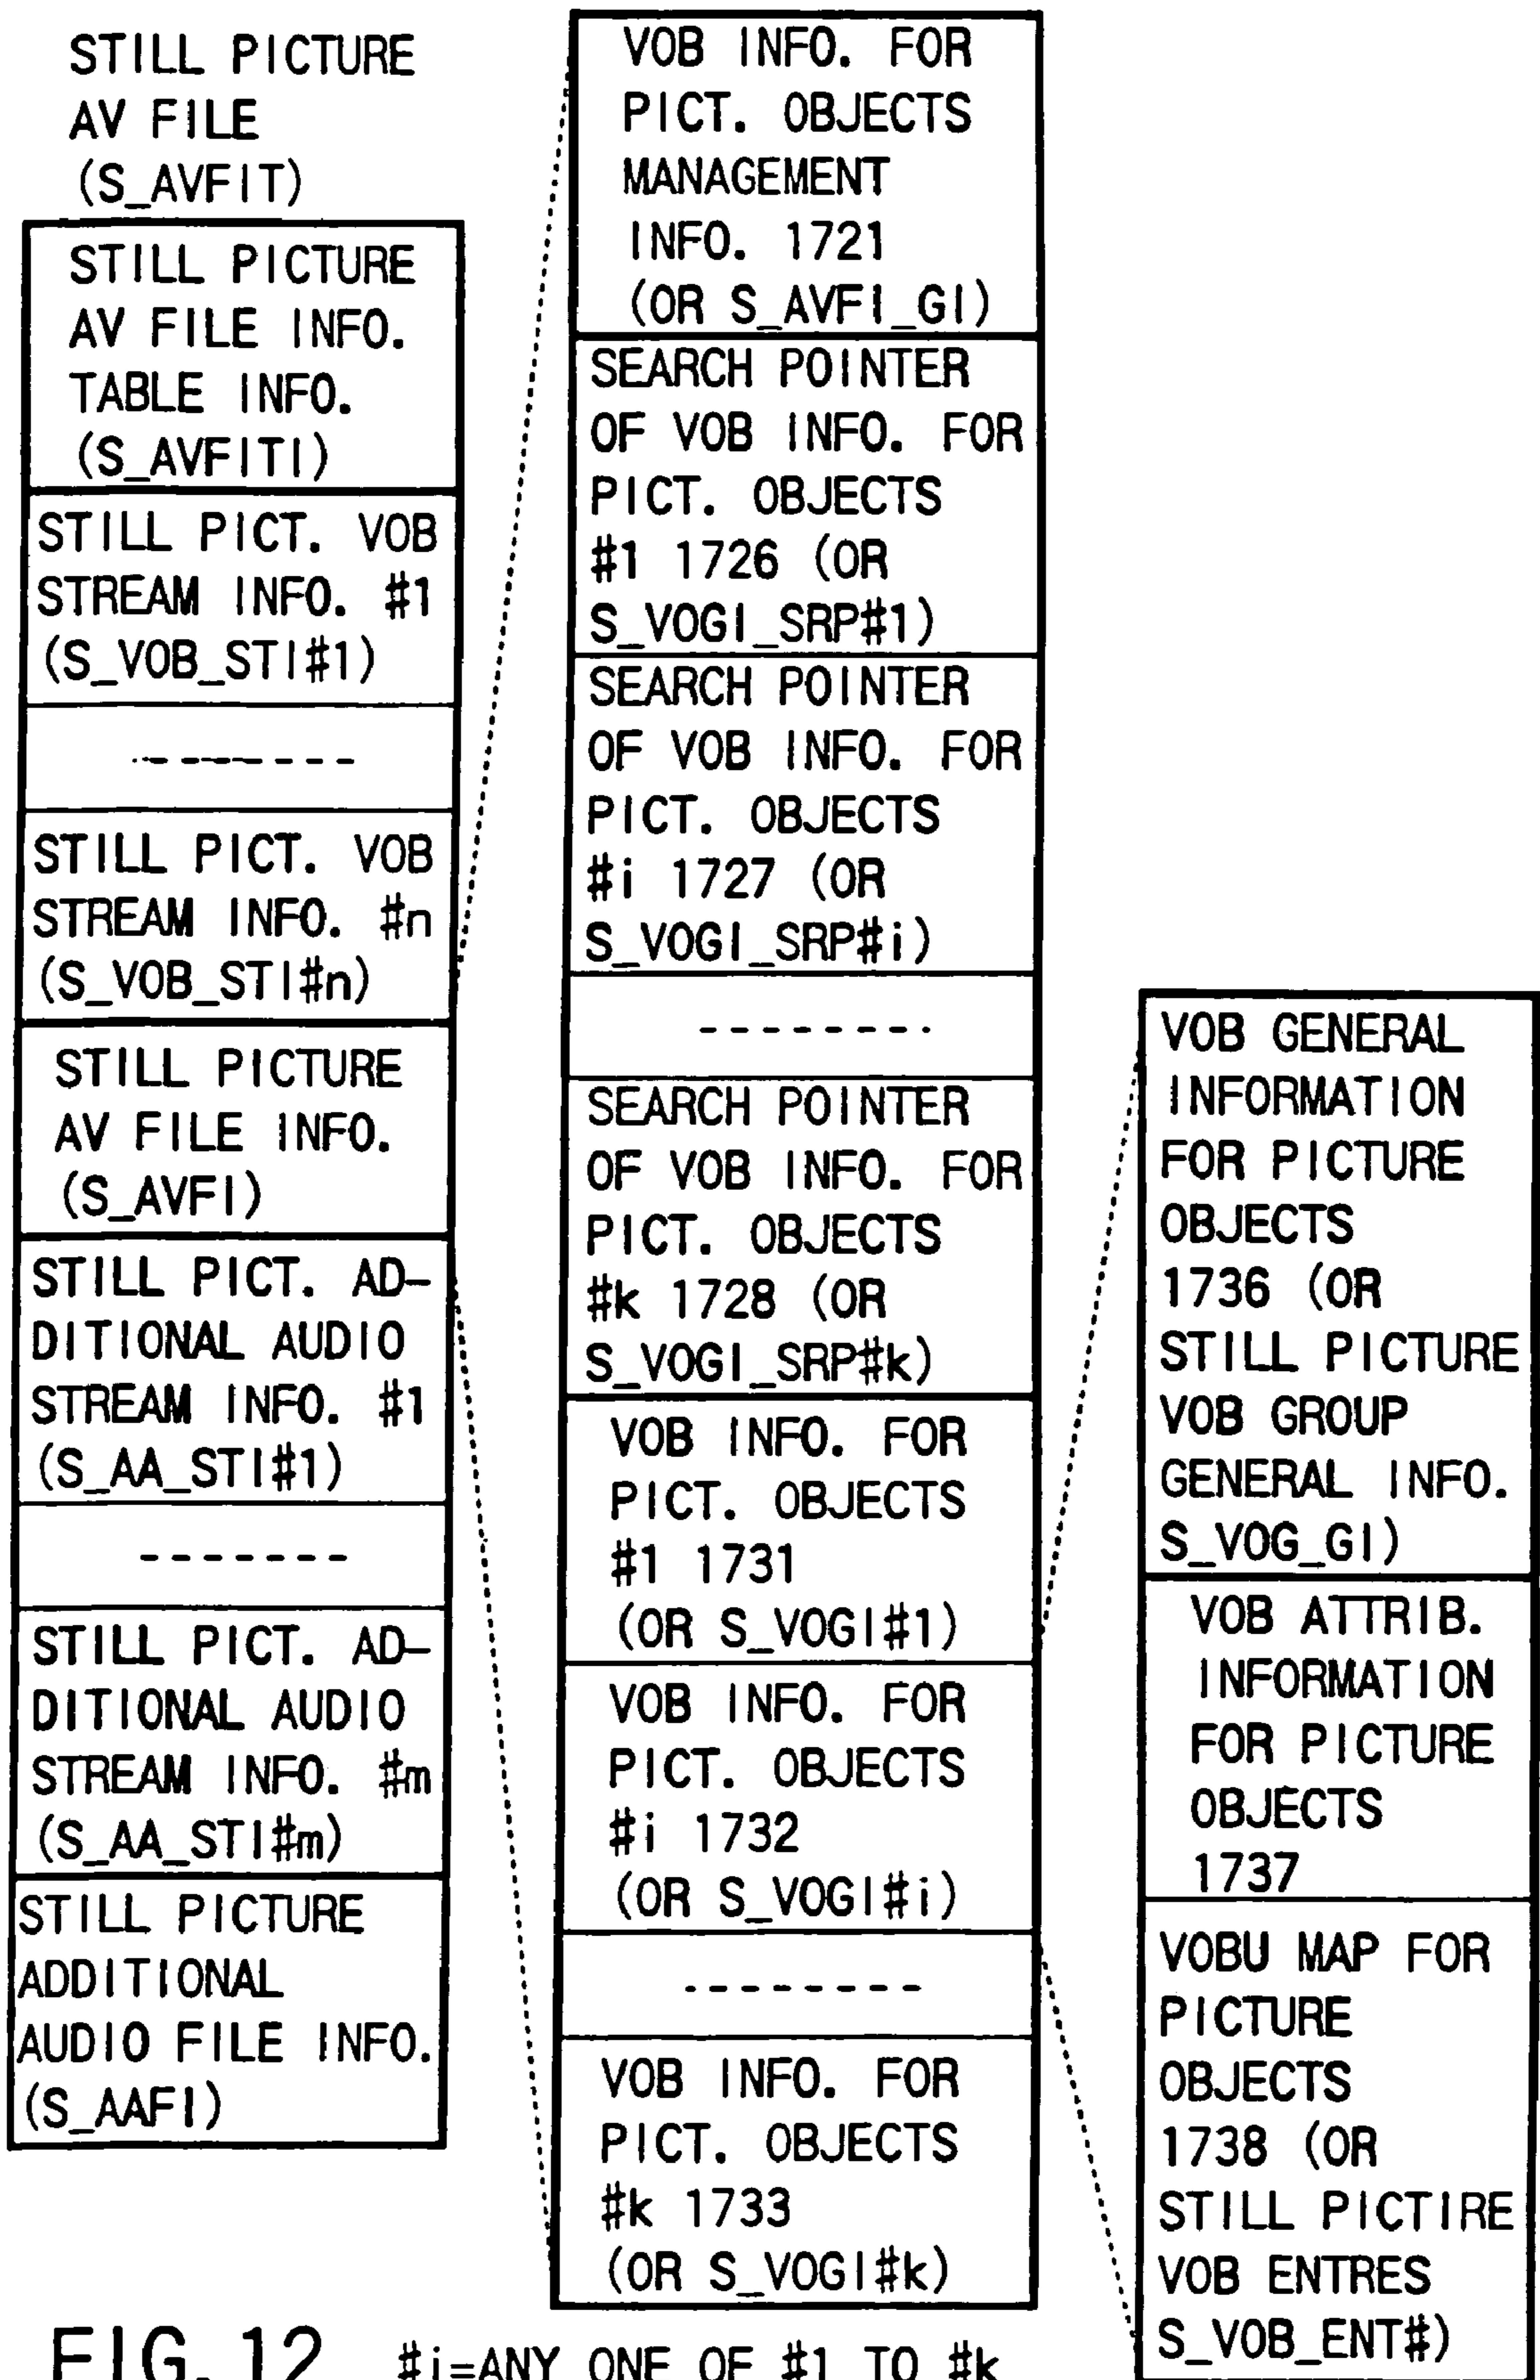 STILL PICTURE
AV FILE
(S_AVFIT)
STILL PICTURE
AV FILE INFO.
TABLE INFO.
(S_AVFITI)
STILL PICT. VOB
STREAM INFO. #1
(S_VOB_STI#1)
STILL PICT. VOB
STREAM INFO. #n
(S_VOB_STI#n)
STILL PICTURE
AV FILE INFO.
(S_AVFI)
STILL PICT. AD-
DITIONAL AUDIO
STREAM INFO. #1
(S_AA_STI#1)
STILL PICT. AD-
DITIONAL AUDIO
STREAM INFO. #m
(S_AA_STI#m)
STILL PICTURE
ADDITIONAL
AUDIO FILE INFO.
(S_AAFI)
VOB INFO. FOR
PICT. OBJECTS
MANAGEMENT
INFO. 1721
(OR S_AVFI_GI)
SEARCH POINTER
OF VOB INFO. FOR
PICT. OBJECTS
#1 1726 (OR
S_VOGI_SRP#1)
SEARCH POINTER
OF VOB INFO. FOR
PICT. OBJECTS
#i 1727 (OR
S_VOGI_SRP#i)
SEARCH POINTER
OF VOB INFO. FOR
PICT. OBJECTS
#k 1728 (OR
S_VOGI_SRP#k)
VOB INFO. FOR
PICT. OBJECTS
#1 1731
(OR S_VOGI#1)
VOB INFO. FOR
PICT. OBJECTS
#i 1732
(OR S_VOGI#i)
VOB INFO. FOR
PICT. OBJECTS
#k 1733
(OR S_VOGI#k)
VOB GENERAL
INFORMATION
FOR PICTURE
OBJECTS
1736 (OR
STILL PICTURE
VOB GROUP
GENERAL INFO.
S_VOG_GI)
VOB ATTRIB.
INFORMATION
FOR PICTURE
OBJECTS
1737
VOBU MAP FOR
PICTURE
OBJECTS
1738 (OR
STILL PICTIRE
VOB ENTRES
S_VOB_ENT#)
FIG. 12 #i=ANY ONE OF #1 TO #k